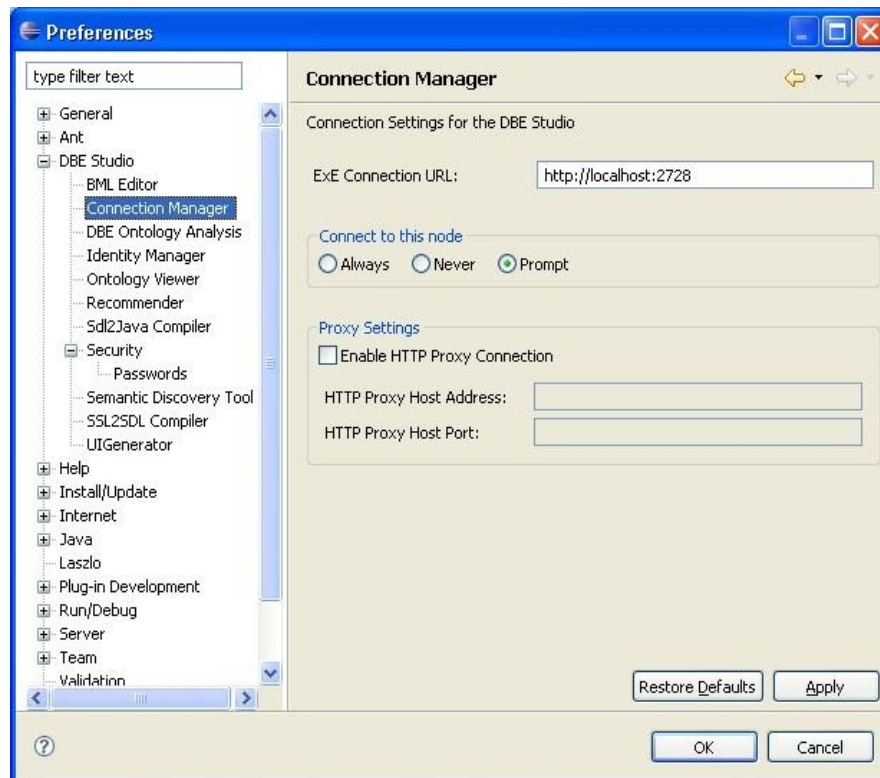 Preferences
type filter text
General
Ant
DBE Studio
BML Editor
Connection Manager
DBE Ontology Analysis
Identity Manager
Ontology Viewer
Recommender
Sdl2Java Compiler
Security
Passwords
Semantic Discovery Tool
SSL2SDL Compiler
UIGenerator
Help
Install/Update
Internet
Java
Laszlo
Plug-in Development
Run/Debug
Server
Team
Validation
Connection Manager
Connection Settings for the DBE Studio
ExE Connection URL: http://localhost:2728
Connect to this node
Always Never Prompt
Proxy Settings
Enable HTTP Proxy Connection
HTTP Proxy Host Address:
HTTP Proxy Host Port:
Restore Defaults Apply
? OK Cancel